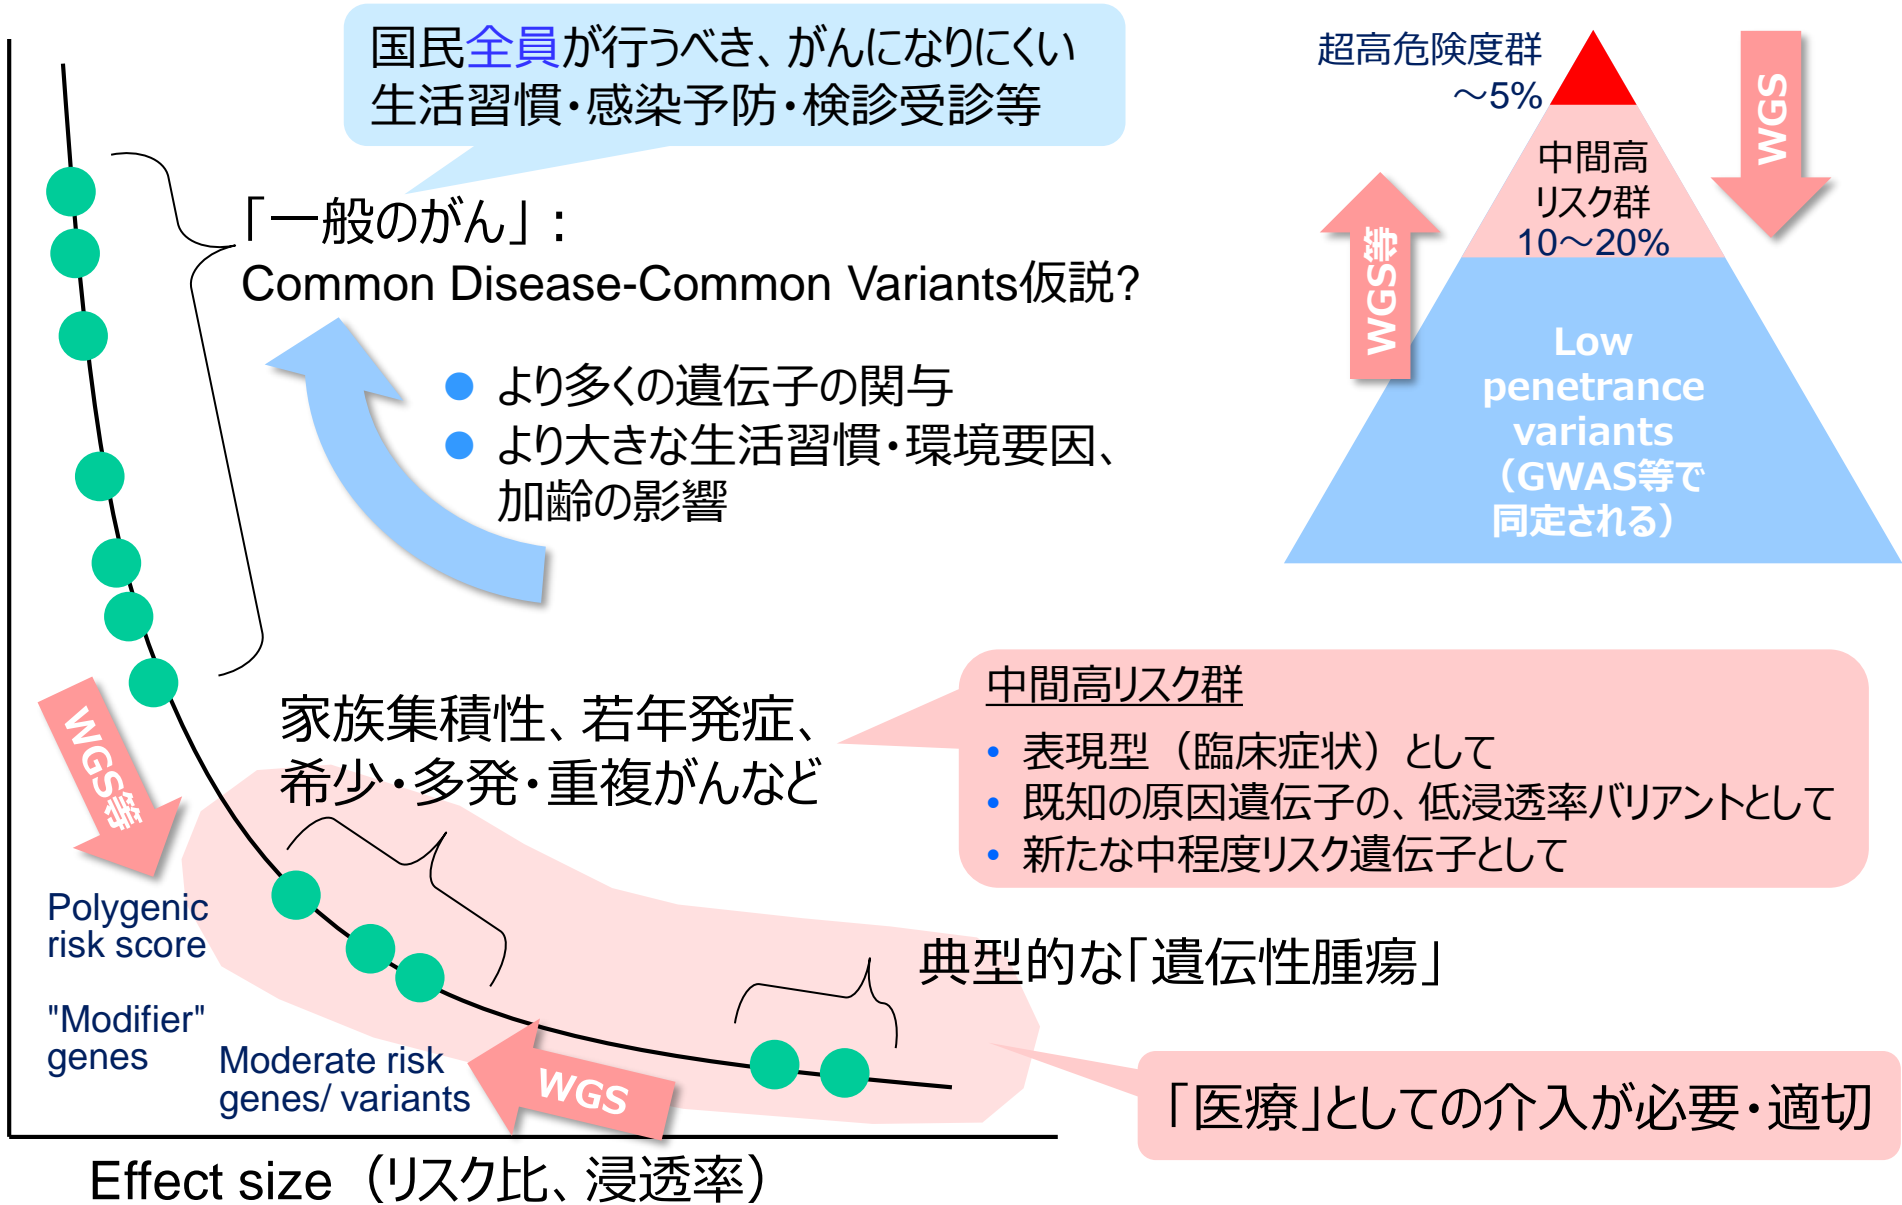 国民全員が行うべき、がんになりにくい
生活習慣・感染予防・検診受診等
「一般のがん」:
Common Disease-Common Variants仮説?
● より多くの遺伝子の関与
● より大きな生活習慣・環境要因、
加齢の影響
超高危険度群
～5%
中間高
リスク群
10～20%
WGS
WGS等
Low
penetrance
variants
（GWAS等で
同定される）
家族集積性、若年発症、
希少・多発・重複がんなど
中間高リスク群
• 表現型（臨床症状）として
• 既知の原因遺伝子の、低浸透率バリアントとして
• 新たな中程度リスク遺伝子として
WGS等
Polygenic
risk score
"Modifier"
genes
Moderate risk
genes/ variants
WGS
典型的な「遺伝性腫瘍」
「医療」としての介入が必要・適切
Effect size（リスク比、浸透率）